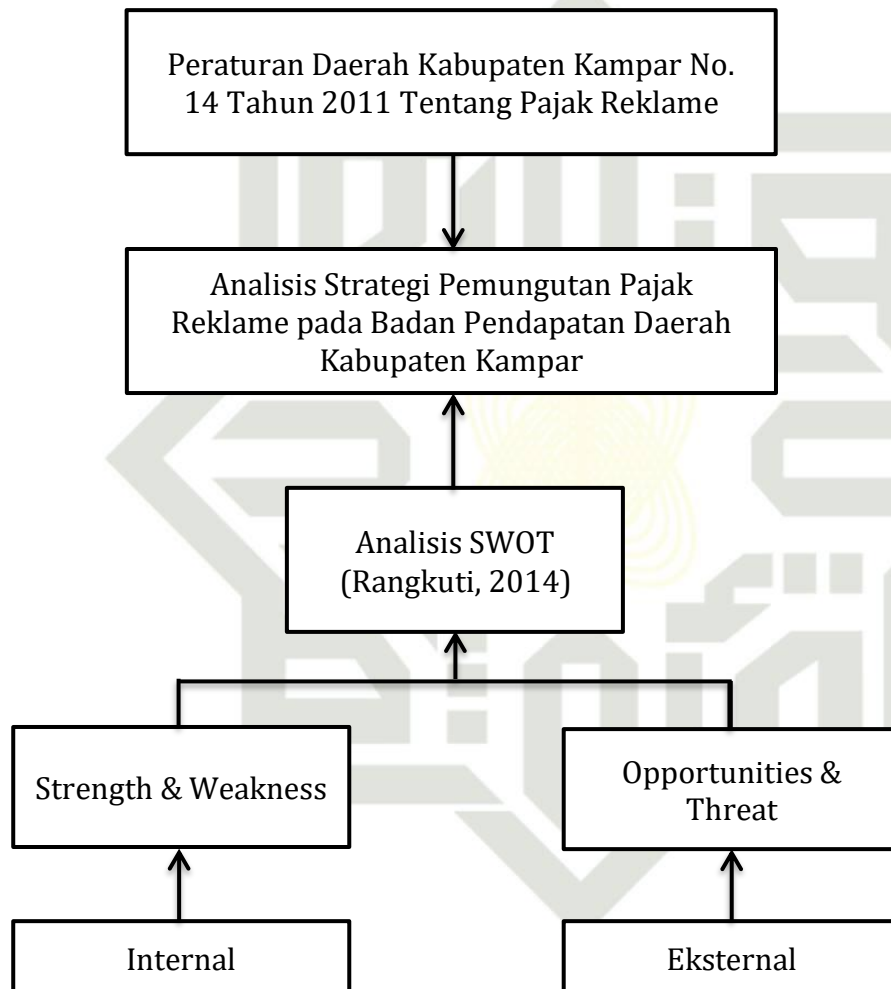 Peraturan Daerah Kabupaten Kampar No.
14 Tahun 2011 Tentang Pajak Reklame
Analisis Strategi Pemungutan Pajak
Reklame pada Badan Pendapatan Daerah
Kabupaten Kampar
Analisis SWOT
(Rangkuti, 2014)
Strength & Weakness
Opportunities &
Threat
Internal
Eksternal